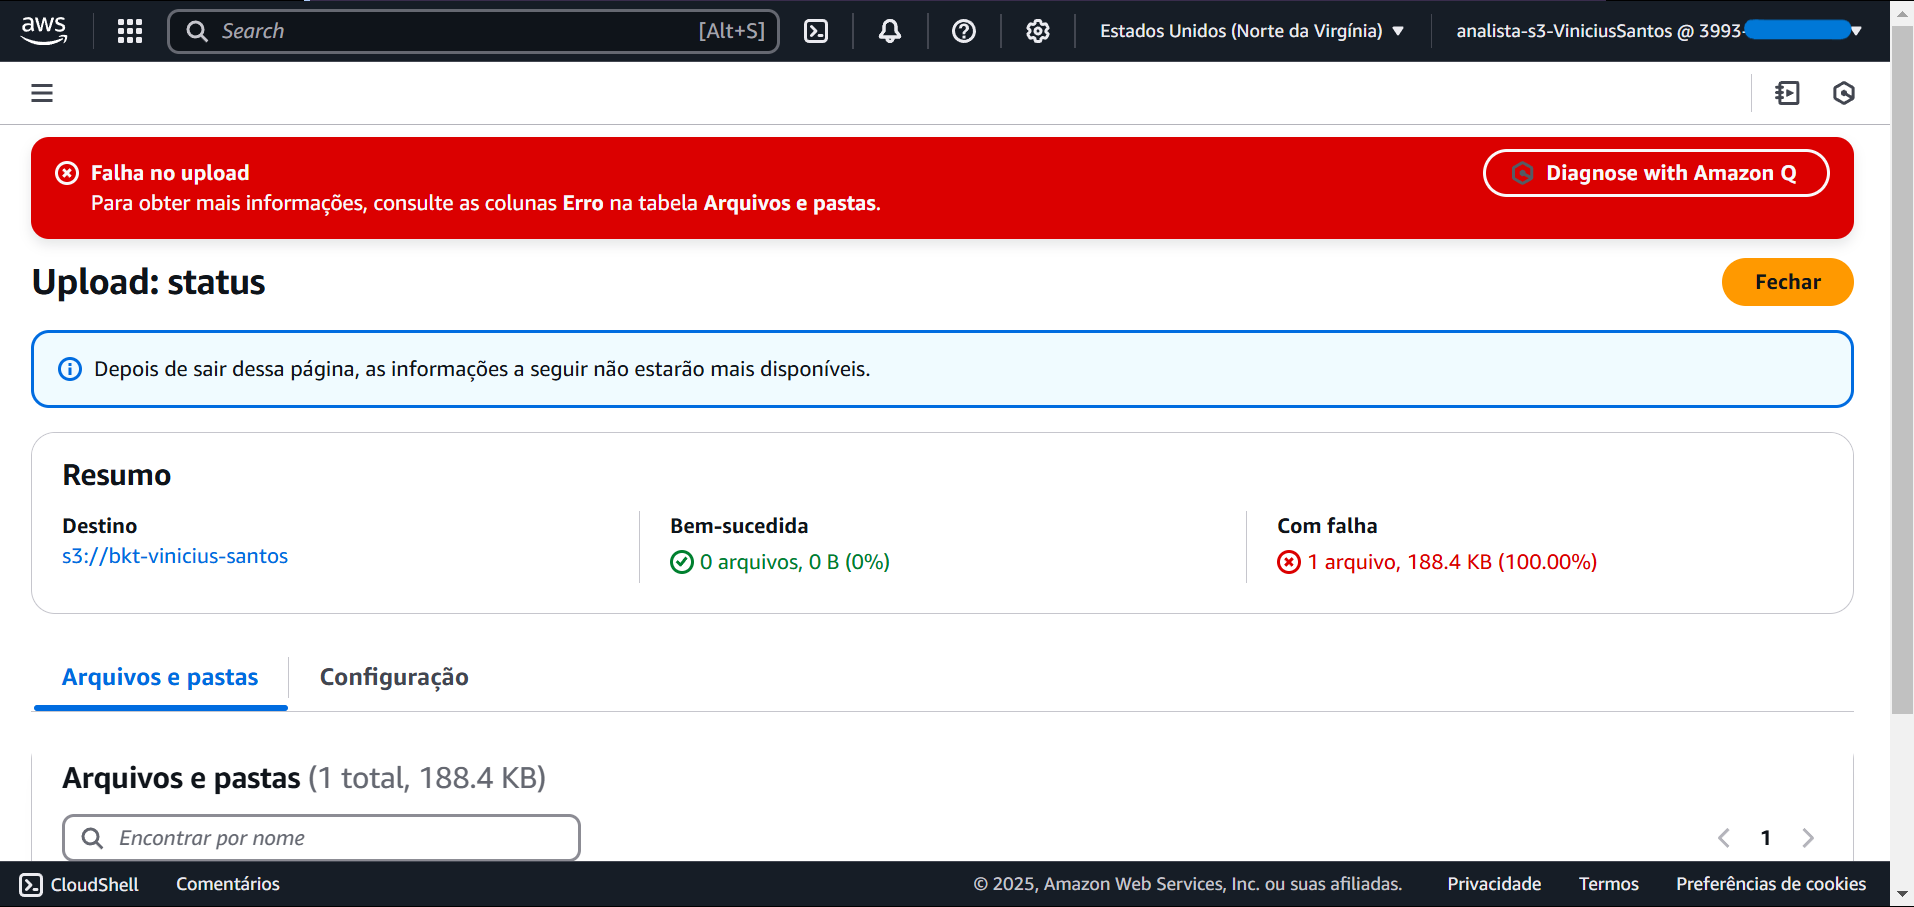 aws
Search [Alt+S]
Estados Unidos (Norte da Virgínia)
analista-s3-ViniciusSantos @ 3993-
Falha no upload
Para obter mais informações, consulte as colunas Erro na tabela Arquivos e pastas.
Diagnose with Amazon Q
Upload: status
Fechar
Depois de sair dessa página, as informações a seguir não estarão mais disponíveis.
Resumo
Destino
s3://bkt-vinicius-santos
Bem-sucedida
0 arquivos, 0 B (0%)
Com falha
1 arquivo, 188.4 KB (100.00%)
Arquivos e pastas
Configuração
Arquivos e pastas (1 total, 188.4 KB)
Encontrar por nome
1
CloudShell
Comentários
© 2025, Amazon Web Services, Inc. ou suas afiliadas.
Privacidade
Termos
Preferências de cookies